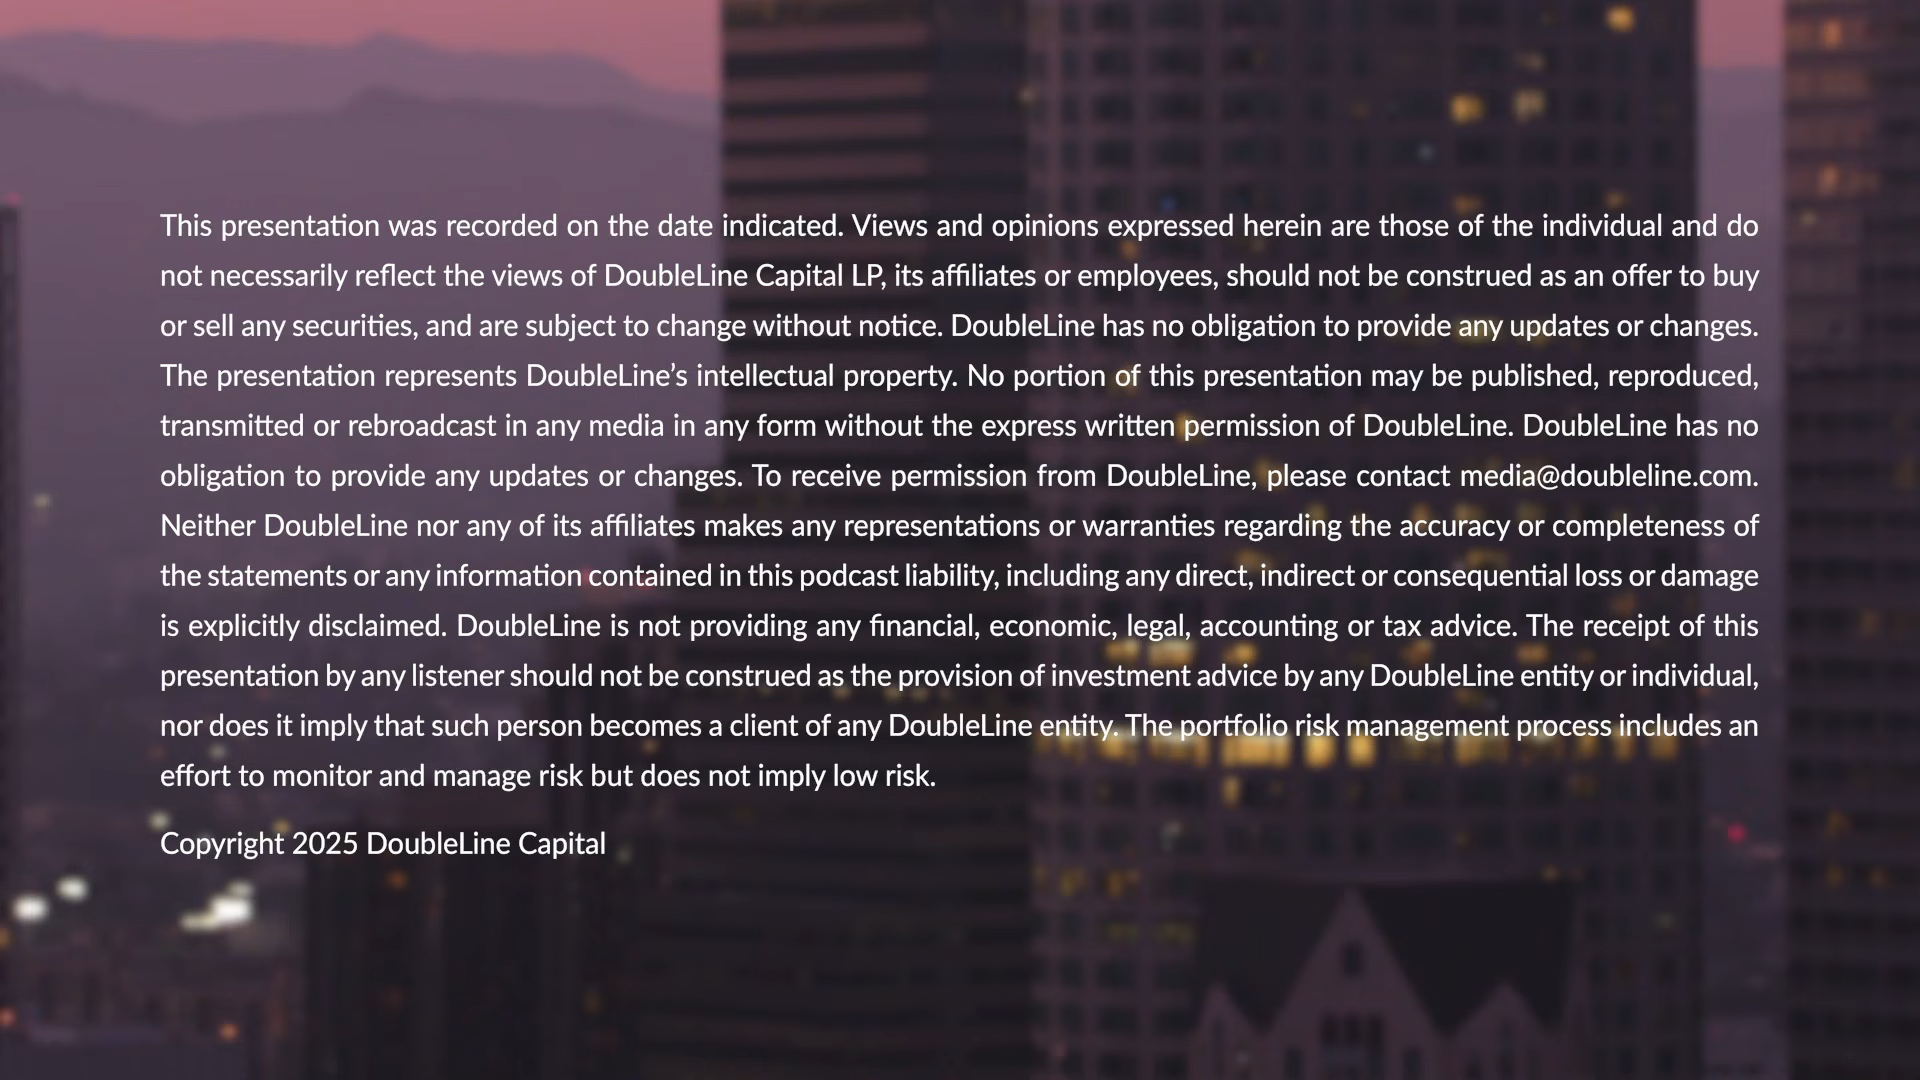 This presentation was recorded on the date indicated. Views and opinions expressed herein are those of the individual and do
not necessarily reflect the views of DoubleLine Capital LP, its affiliates or employees, should not be construed as an offer to buy
or sell any securities, and are subject to change without notice. DoubleLine has no obligation to provide any updates or changes.
The presentation represents DoubleLine’s intellectual property. No portion of this presentation may be published, reproduced,
transmitted or rebroadcast in any media in any form without the express written permission of DoubleLine. DoubleLine has no
obligation to provide any updates or changes. To receive permission from DoubleLine, please contact media@doubleline.com.
Neither DoubleLine nor any of its affiliates makes any representations or warranties regarding the accuracy or completeness of
the statements or any information contained in this podcast liability, including any direct, indirect or consequential loss or damage
is explicitly disclaimed. DoubleLine is not providing any financial, economic, legal, accounting or tax advice. The receipt of this
presentation by any listener should not be construed as the provision of investment advice by any DoubleLine entity or individual,
nor does it imply that such person becomes a client of any DoubleLine entity. The portfolio risk management process includes an
effort to monitor and manage risk but does not imply low risk.
Copyright 2025 DoubleLine Capital